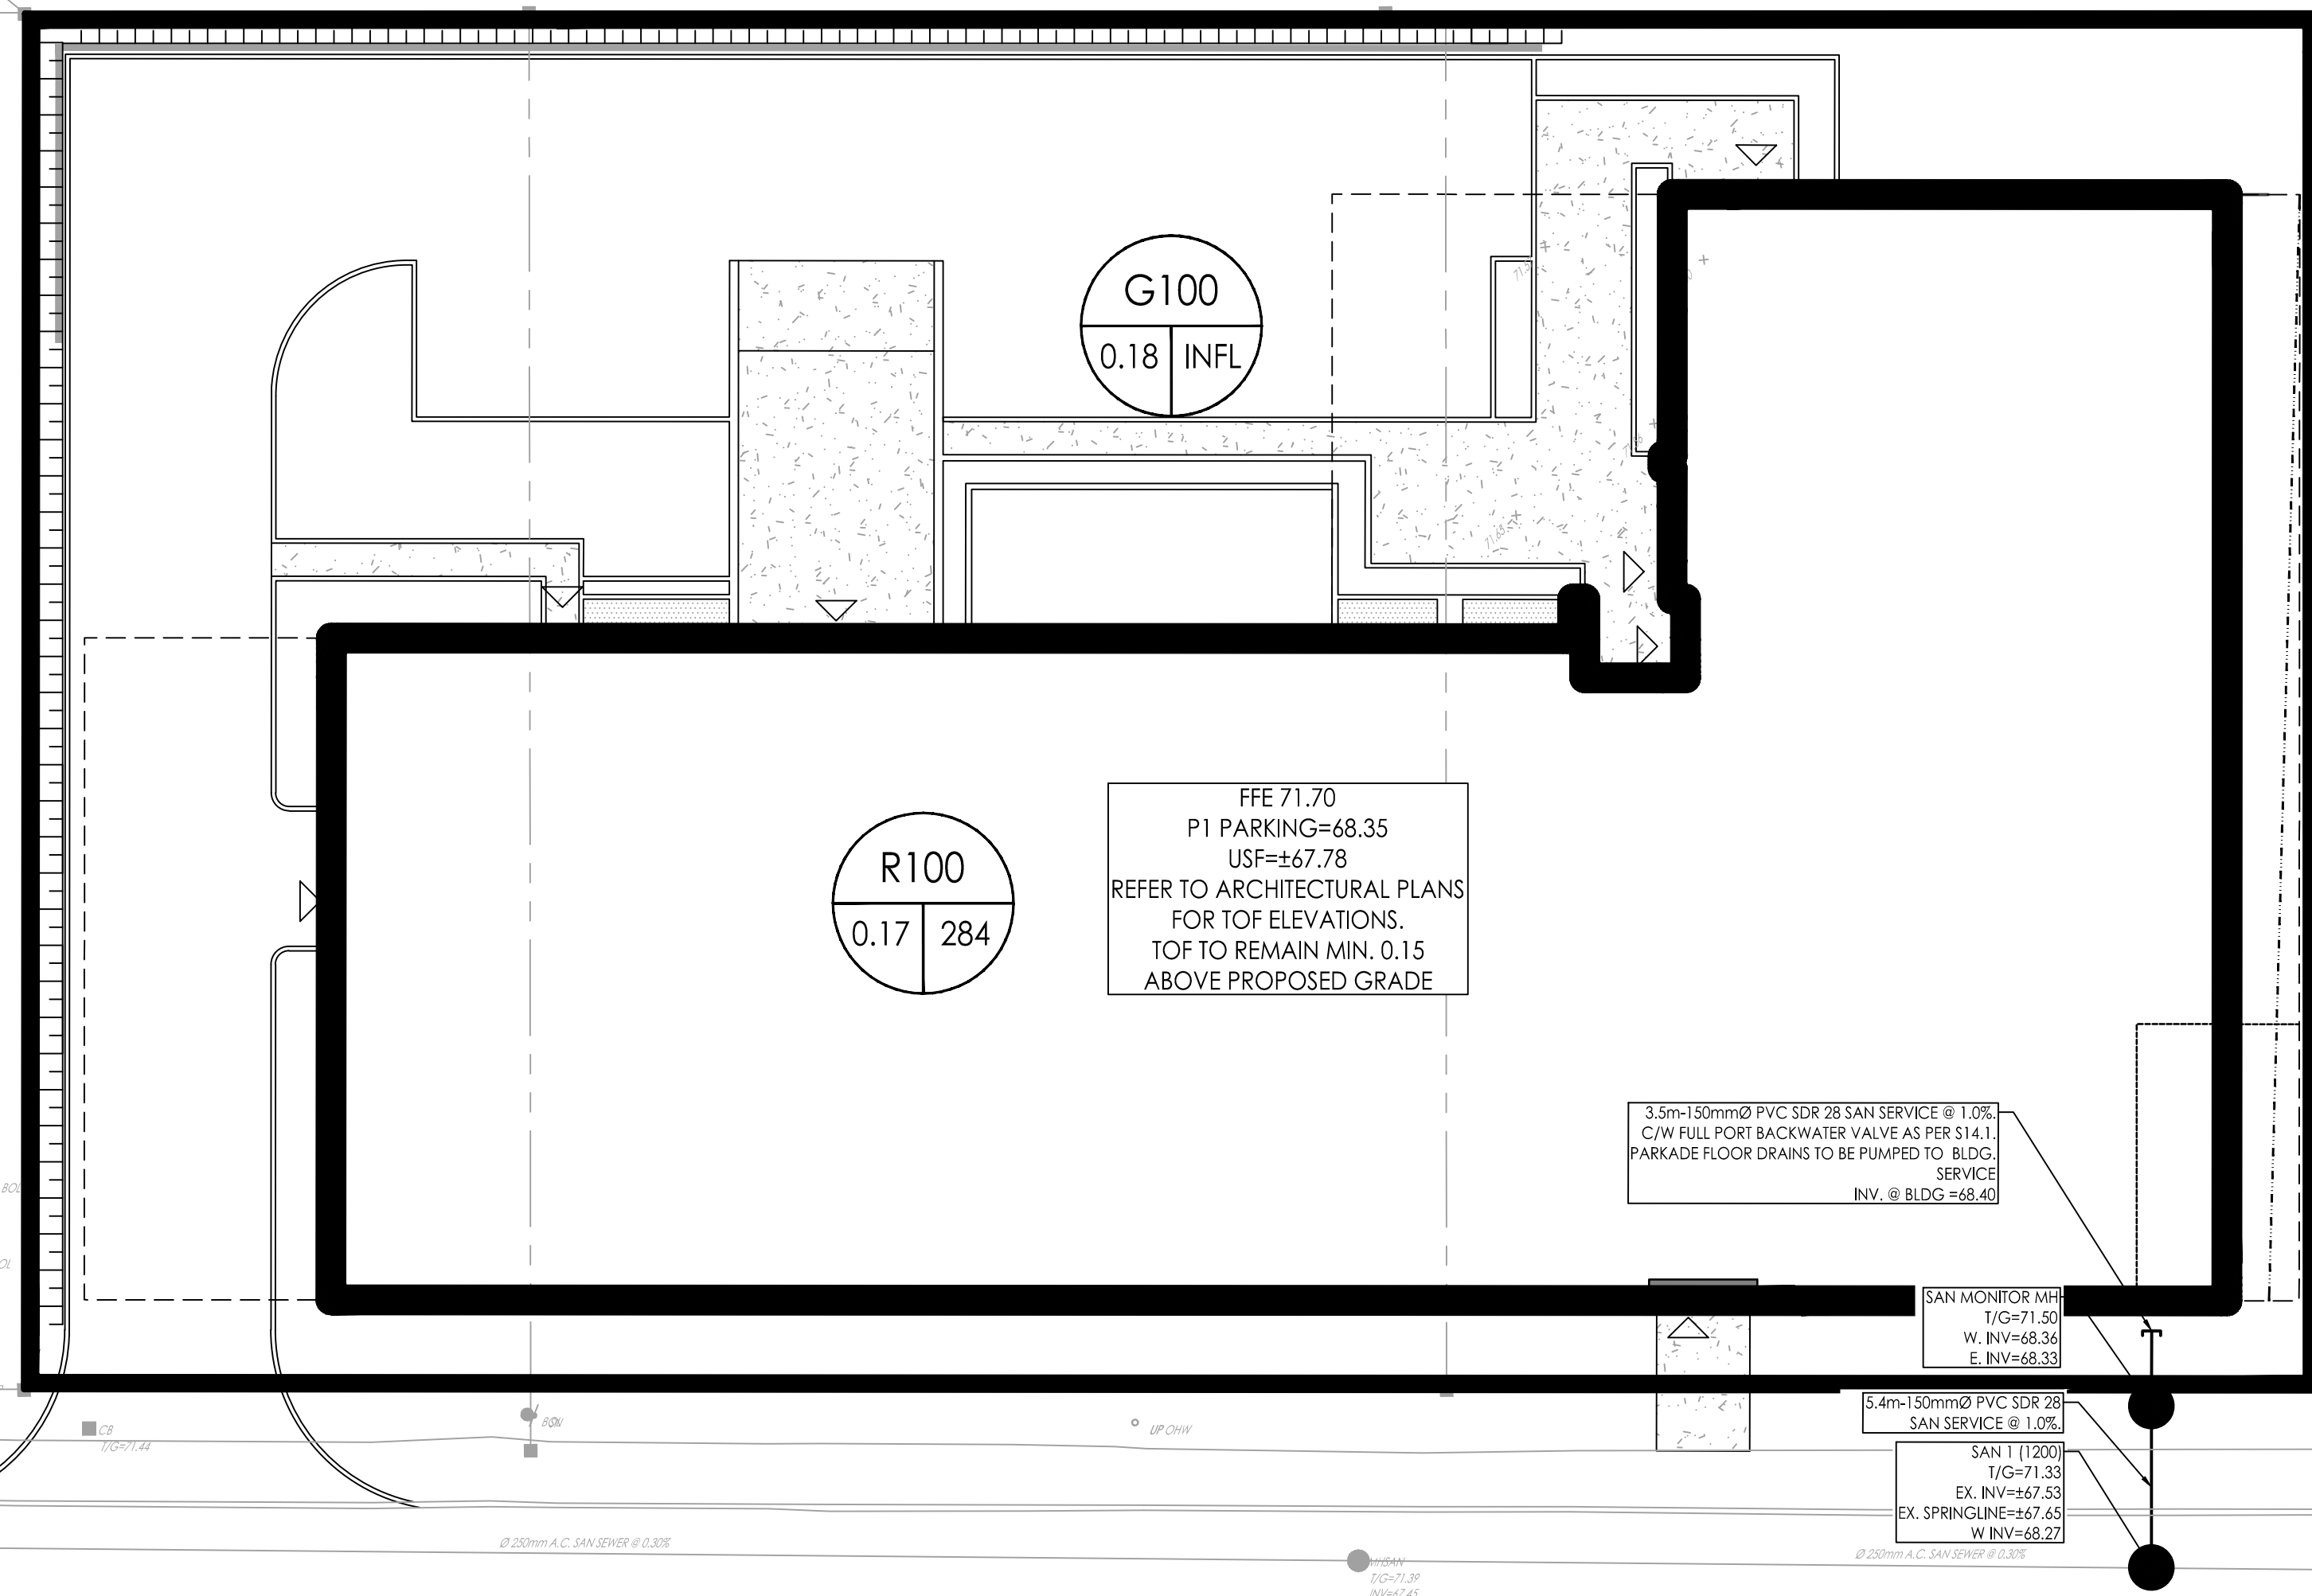 G100
0.18 INFL
R100
0.17 284
FFE 71.70
P1 PARKING=68.35
USF=±67.78
REFER TO ARCHITECTURAL PLANS
FOR TOF ELEVATIONS.
TOF TO REMAIN MIN. 0.15
ABOVE PROPOSED GRADE
3.5m-150mmØ PVC SDR 28 SAN SERVICE @ 1.0%.
C/W FULL PORT BACKWATER VALVE AS PER S14.1.
PARKADE FLOOR DRAINS TO BE PUMPED TO BLDG.
SERVICE
INV. @ BLDG =68.40
SAN MONITOR MH
T/G=71.50
W. INV=68.36
E. INV=68.33
5.4m-150mmØ PVC SDR 28
SAN SERVICE @ 1.0%.
SAN 1 (1200)
T/G=71.33
EX. INV=±67.53
EX. SPRINGLINE=±67.65
W INV=68.27
CB
T/G=71.44
UP OHW
Ø 250mm A.C. SAN SEWER @ 0.30%
Ø 250mm A.C. SAN SEWER @ 0.30%
MHSAN
T/G=71.39
INV=67.45
71.65